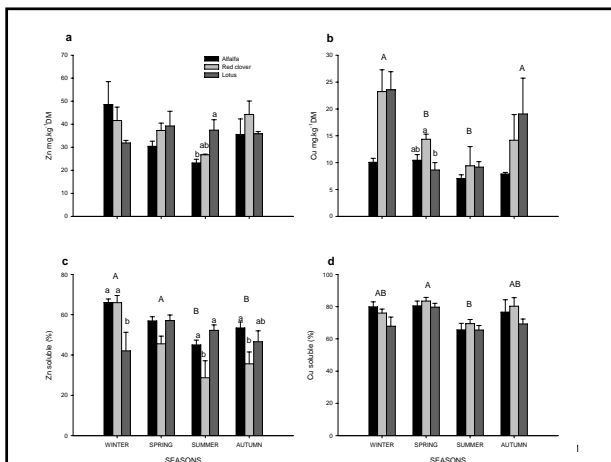 a
70
60
50
40
30
20
10
0
Zn mg.kg⁻¹DM
Alfalfa
Red clover
Lotus
b
ab
a
b
30
25
20
15
10
5
0
Cu mg.kg⁻¹DM
A
B
ab
a
b
B
A
c
80
60
40
20
0
Zn soluble (%)
A
a
a
b
A
B
a
b
a
B
a
b
ab
WINTER
SPRING
SUMMER
AUTUMN
SEASONS
d
100
80
60
40
20
0
Cu soluble (%)
AB
A
B
AB
WINTER
SPRING
SUMMER
AUTUMN
SEASONS